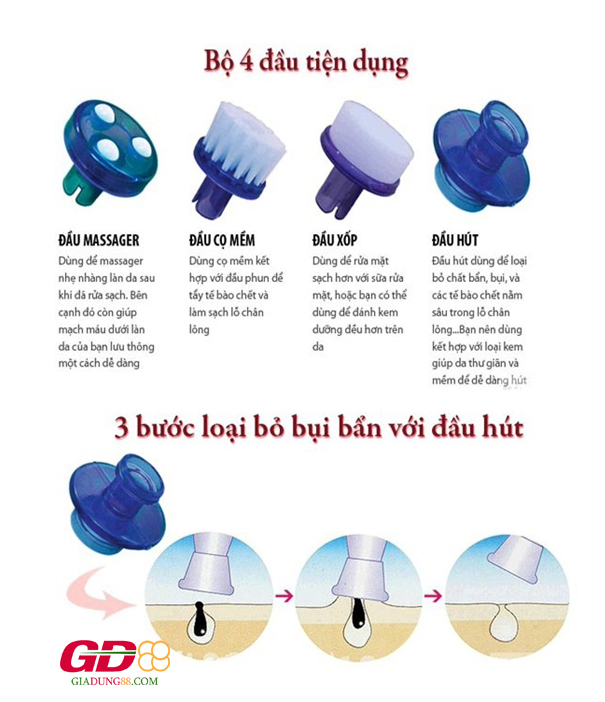 Bộ 4 đầu tiện dụng
ĐẦU MASSAGER
Dùng để massager
nhẹ nhàng làn da sau
khi đã rửa sạch. Bên
cạnh đó còn giúp
mạch máu dưới làn
da của bạn lưu thông
một cách dễ dàng
ĐẦU CỌ MỀM
Dùng cọ mềm kết
hợp với đầu phun để
tẩy tế bào chết và
làm sạch lỗ chân
lông
ĐẦU XỐP
Dùng để rửa mặt
sạch hơn với sữa rửa
mặt, hoặc bạn có thể
dùng để đánh kem
dưỡng đều hơn trên
da
ĐẦU HÚT
Đầu hút dùng để loại
bỏ chất bẩn, bụi, và
các tế bào chết nằm
sâu trong lỗ chân
lông...Bạn nên dùng
kết hợp với loại kem
giúp da thư giãn và
mềm để dễ dàng hút
3 bước loại bỏ bụi bẩn với đầu hút
GD88
GIADUNG88.COM